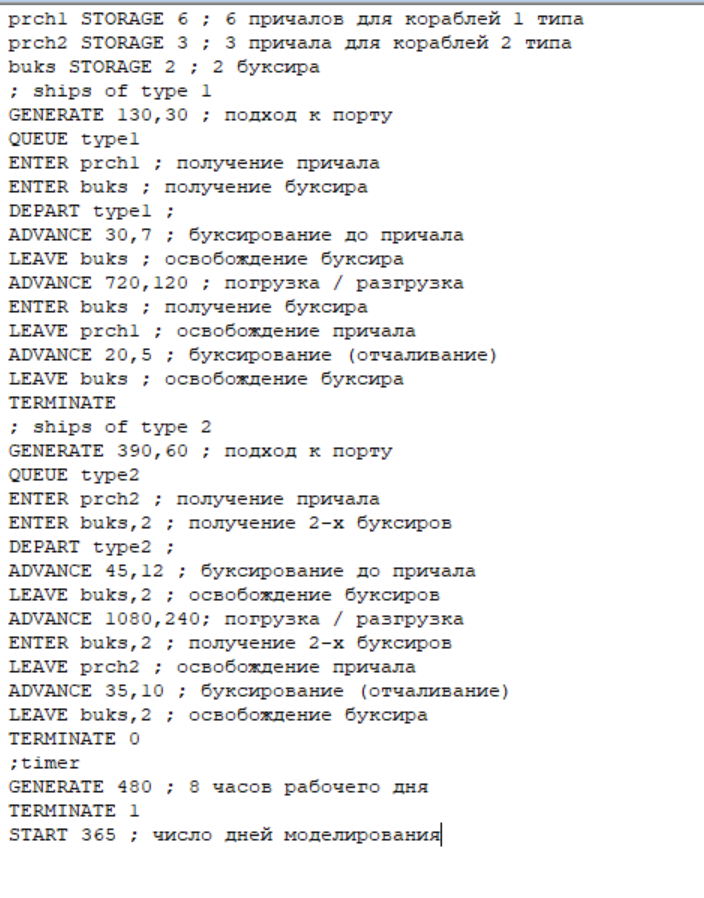 prch1 STORAGE 6 ; 6 причалов для кораблей 1 типа
prch2 STORAGE 3 ; 3 причала для кораблей 2 типа
buks STORAGE 2 ; 2 буксира
; ships of type 1
GENERATE 130,30 ; подход к порту
QUEUE type1
ENTER prch1 ; получение причала
ENTER buks ; получение буксира
DEPART type1 ;
ADVANCE 30,7 ; буксирование до причала
LEAVE buks ; освобождение буксира
ADVANCE 720,120 ; погрузка / разгрузка
ENTER buks ; получение буксира
LEAVE prch1 ; освобождение причала
ADVANCE 20,5 ; буксирование (отчаливание)
LEAVE buks ; освобождение буксира
TERMINATE
; ships of type 2
GENERATE 390,60 ; подход к порту
QUEUE type2
ENTER prch2 ; получение причала
ENTER buks,2 ; получение 2-х буксиров
DEPART type2 ;
ADVANCE 45,12 ; буксирование до причала
LEAVE buks,2 ; освобождение буксиров
ADVANCE 1080,240; погрузка / разгрузка
ENTER buks,2 ; получение 2-х буксиров
LEAVE prch2 ; освобождение причала
ADVANCE 35,10 ; буксирование (отчаливание)
LEAVE buks,2 ; освобождение буксира
TERMINATE 0
;timer
GENERATE 480 ; 8 часов рабочего дня
TERMINATE 1
START 365 ; число дней моделирования